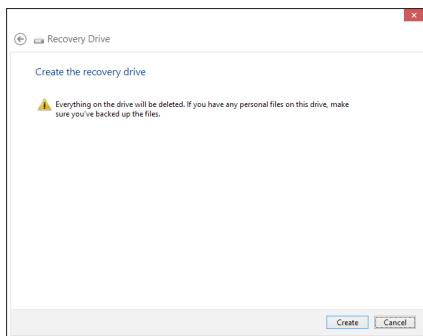 Recovery Drive
Create the recovery drive
Everything on the drive will be deleted. If you have any personal files on this drive, make
sure you've backed up the files.
Create Cancel